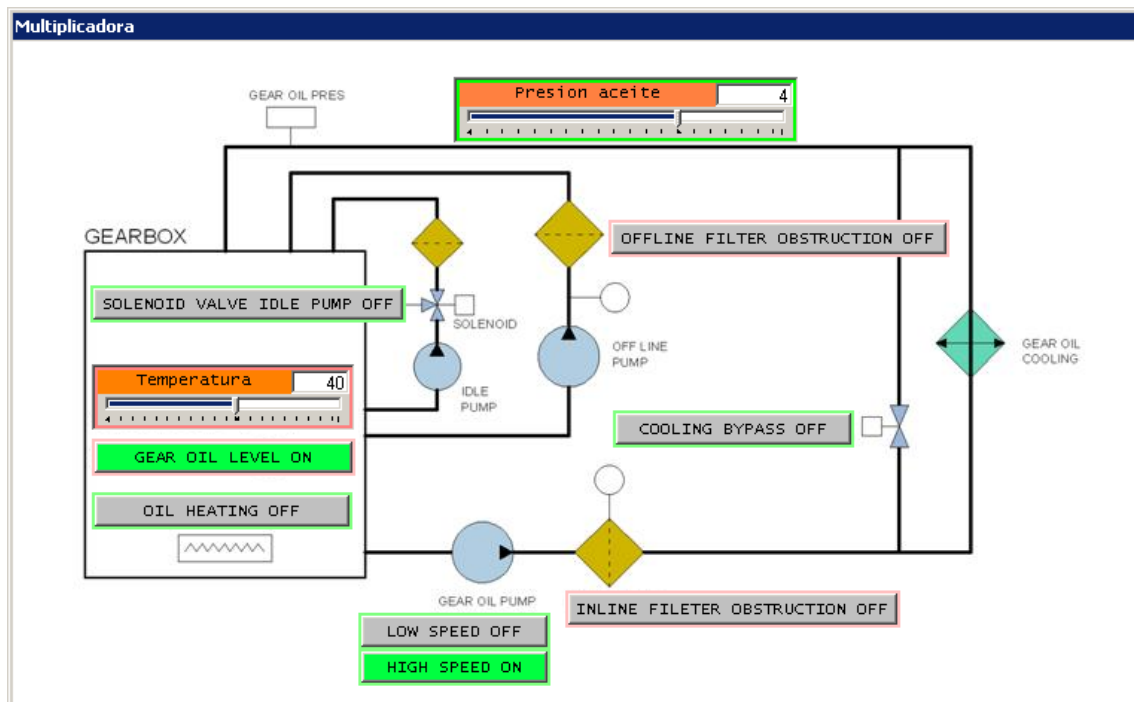 Multiplicadora
GEAR OIL PRES
Presion aceite 4
GEARBOX
OFFLINE FILTER OBSTRUCTION OFF
SOLENOID VALVE IDLE PUMP OFF
SOLENOID
OFF LINE
PUMP
GEAR OIL
COOLING
Temperatura 40
IDLE
PUMP
COOLING BYPASS OFF
GEAR OIL LEVEL ON
OIL HEATING OFF
GEAR OIL PUMP
INLINE FILETER OBSTRUCTION OFF
LOW SPEED OFF
HIGH SPEED ON